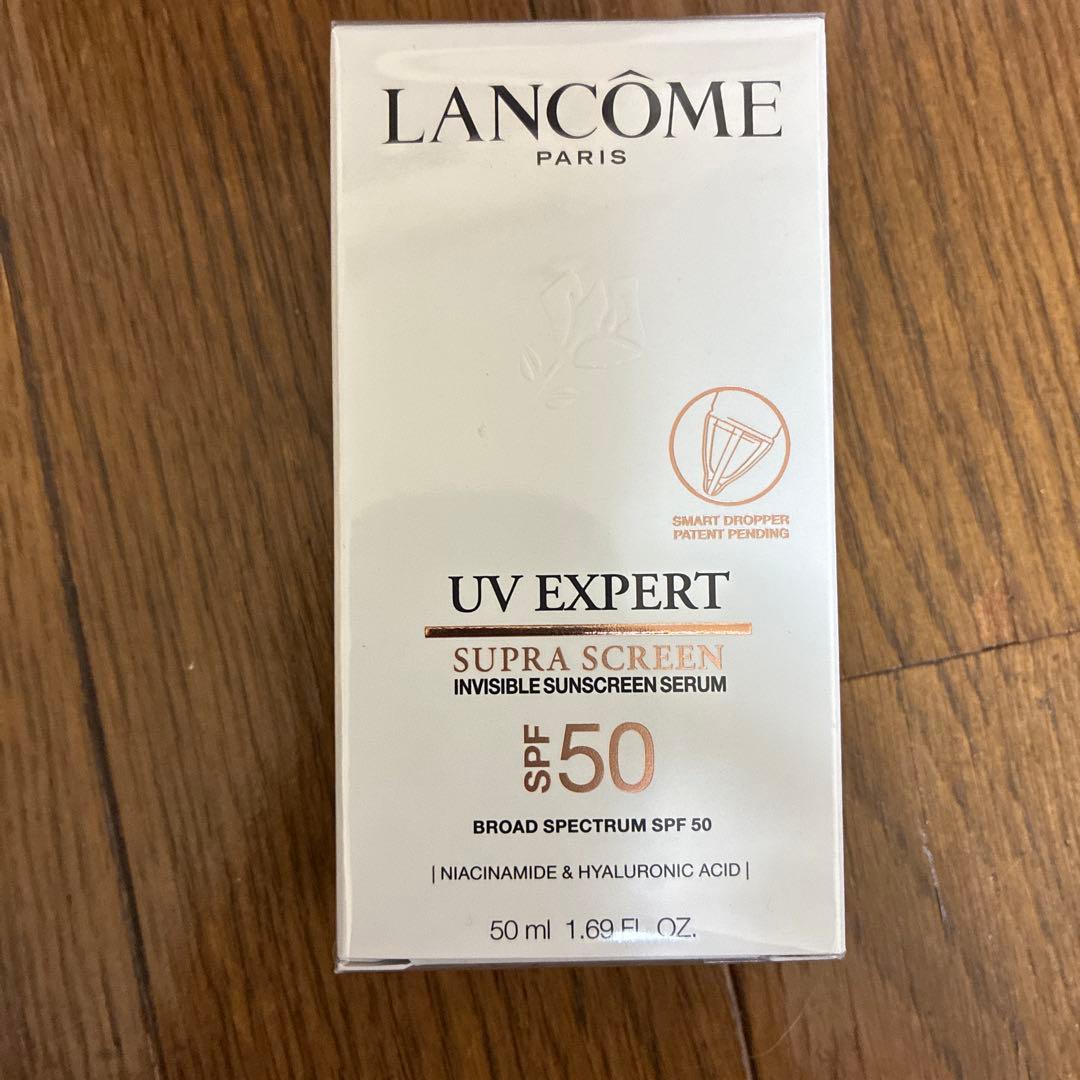 LANCÔME
PARIS
SMART DROPPER
PATENT PENDING
UV EXPERT
SUPRA SCREEN
INVISIBLE SUNSCREEN SERUM
SPF 50
BROAD SPECTRUM SPF 50
| NIACINAMIDE & HYALURONIC ACID |
50 ml 1.69 FL. OZ.